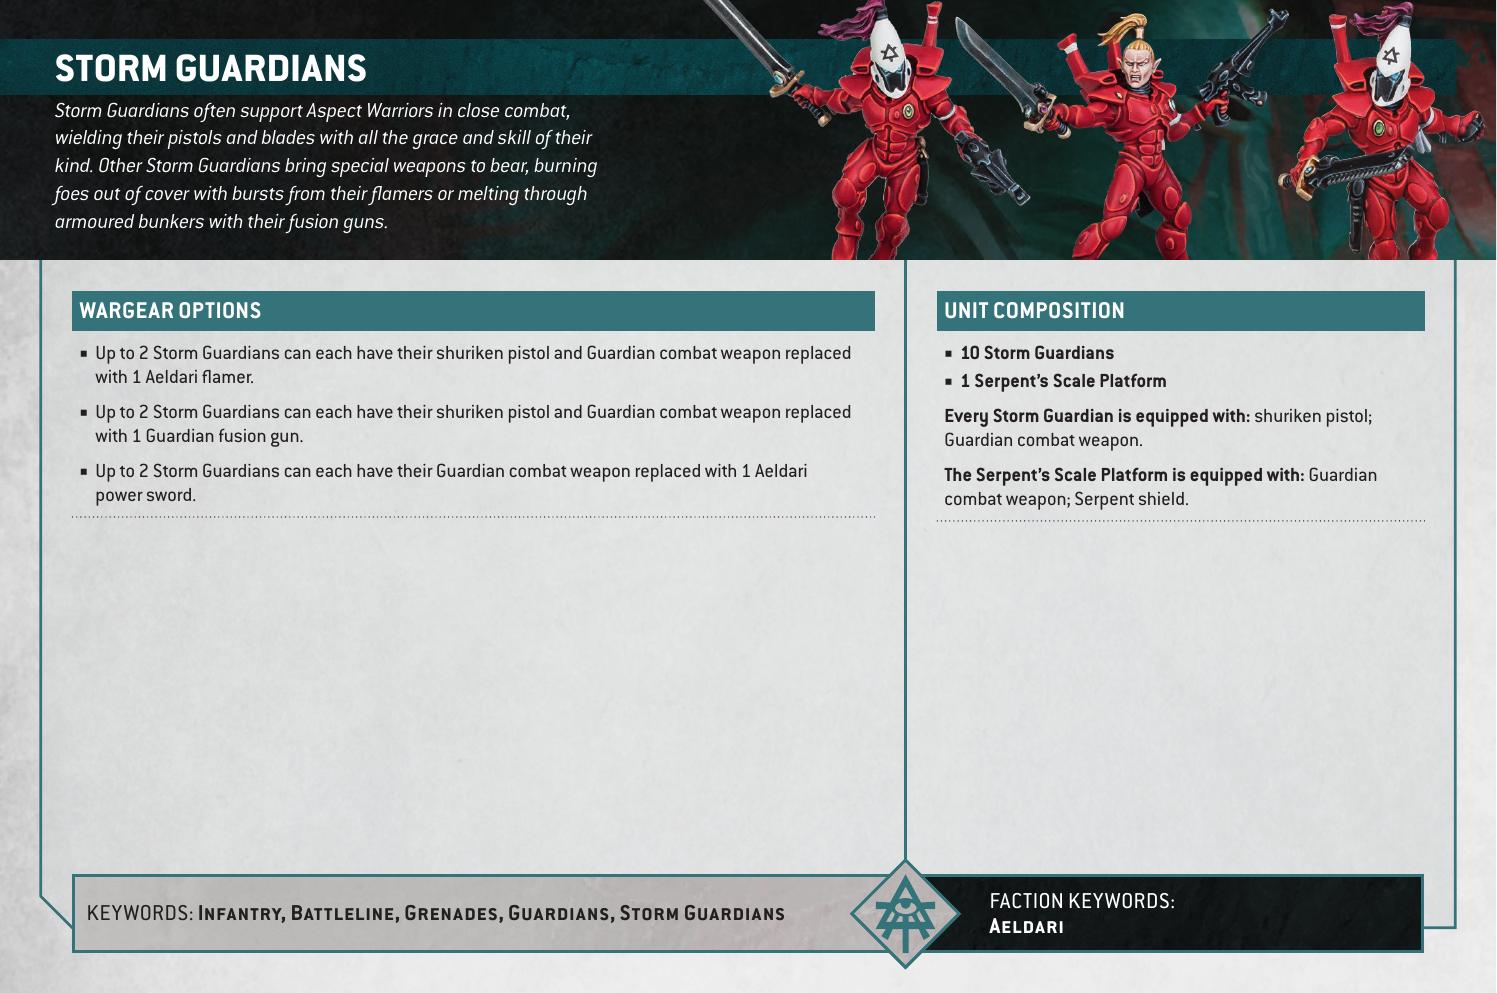 STORM GUARDIANS
Storm Guardians often support Aspect Warriors in close combat,
wielding their pistols and blades with all the grace and skill of their
kind. Other Storm Guardians bring special weapons to bear, burning
foes out of cover with bursts from their flamers or melting through
armoured bunkers with their fusion guns.
WARGEAR OPTIONS
▪ Up to 2 Storm Guardians can each have their shuriken pistol and Guardian combat weapon replaced
with 1 Aeldari flamer.
▪ Up to 2 Storm Guardians can each have their shuriken pistol and Guardian combat weapon replaced
with 1 Guardian fusion gun.
▪ Up to 2 Storm Guardians can each have their Guardian combat weapon replaced with 1 Aeldari
power sword.
UNIT COMPOSITION
▪ 10 Storm Guardians
▪ 1 Serpent's Scale Platform
Every Storm Guardian is equipped with: shuriken pistol;
Guardian combat weapon.
The Serpent's Scale Platform is equipped with: Guardian
combat weapon; Serpent shield.
KEYWORDS: Infantry, Battleline, Grenades, Guardians, Storm Guardians
FACTION KEYWORDS:
Aeldari